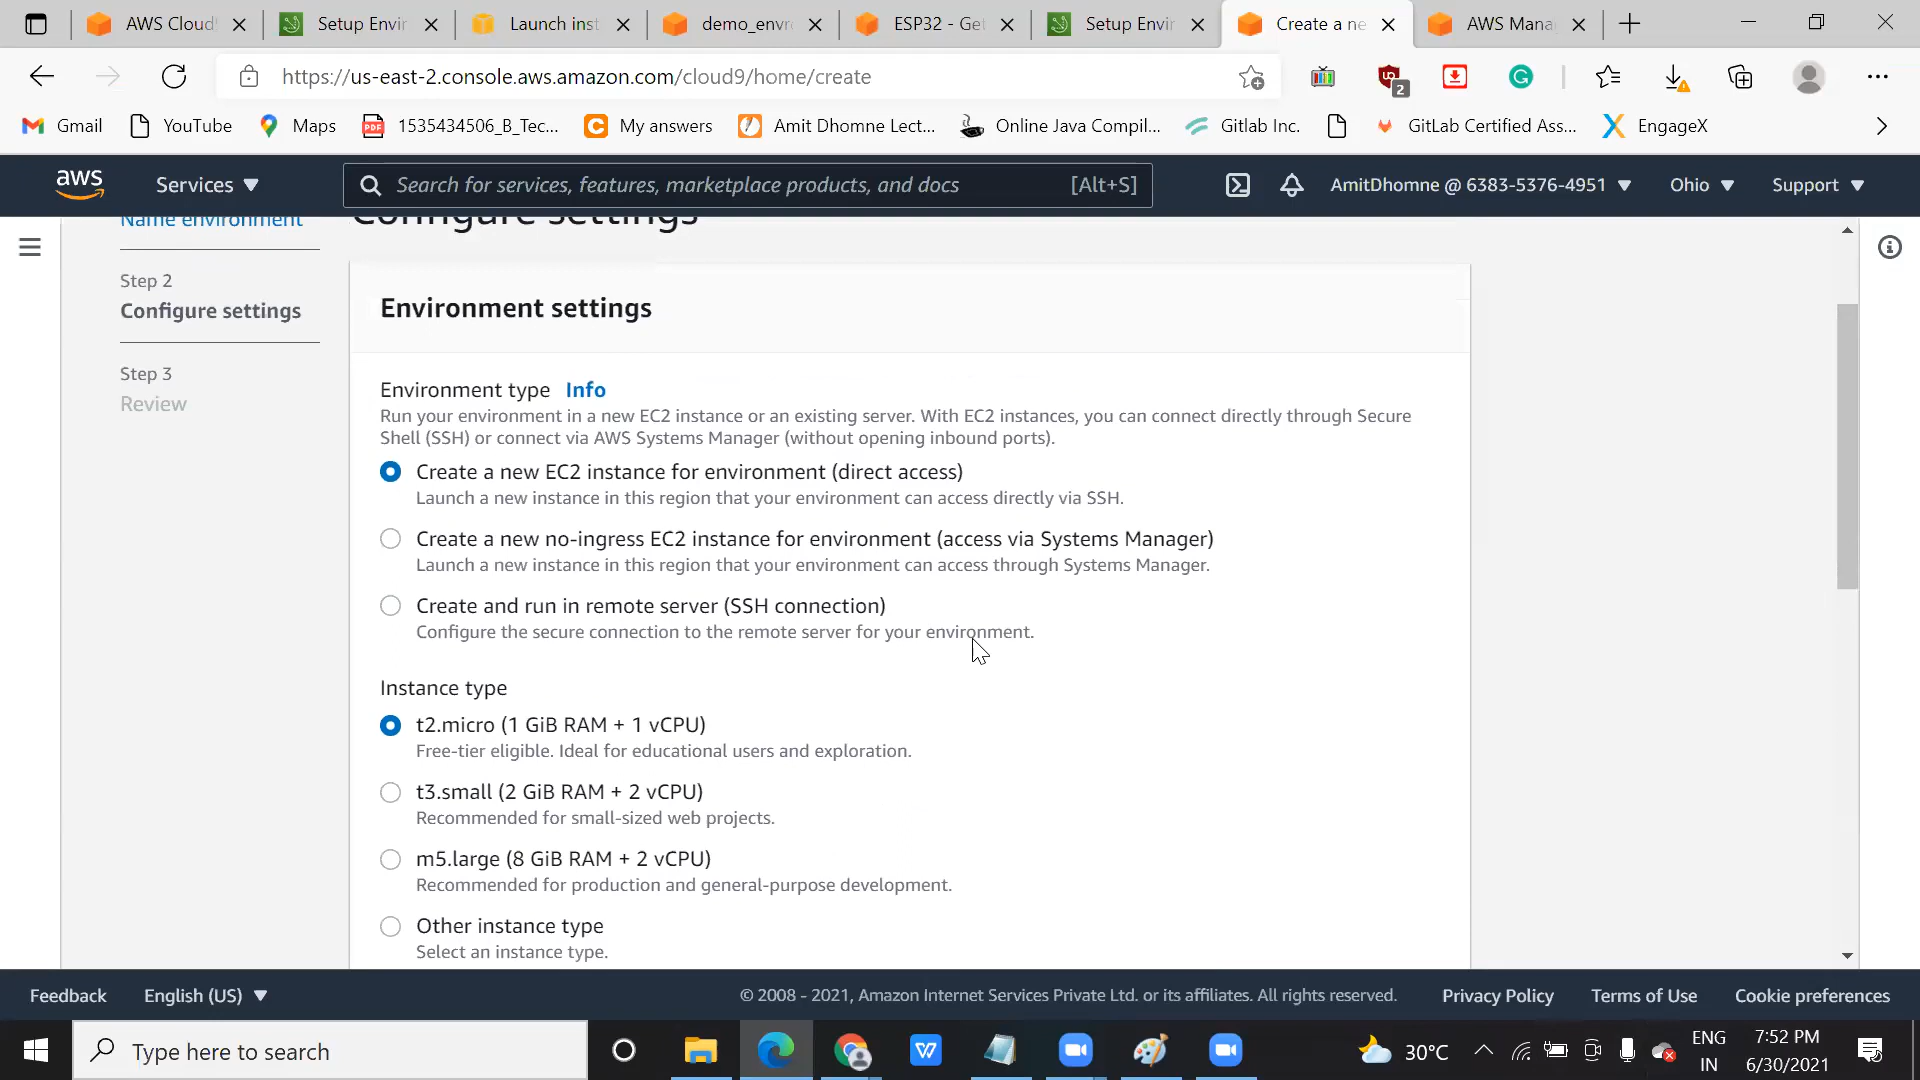 AWS Cloud
Setup Envir
Launch inst
demo_envro
ESP32 - Get
Setup Envir
Create a ne
AWS Mana
https://us-east-2.console.aws.amazon.com/cloud9/home/create
2
Gmail
YouTube
Maps
1535434506_B_Tec...
My answers
Amit Dhomne Lect...
Online Java Compil...
Gitlab Inc.
GitLab Certified Ass...
EngageX
aws
Services
Search for services, features, marketplace products, and docs
[Alt+S]
AmitDhomne @ 6383-5376-4951
Ohio
Support
Name environment
Step 2
Configure settings
Step 3
Review
Configure settings
Environment settings
Environment type Info
Run your environment in a new EC2 instance or an existing server. With EC2 instances, you can connect directly through Secure
Shell (SSH) or connect via AWS Systems Manager (without opening inbound ports).
Create a new EC2 instance for environment (direct access)
Launch a new instance in this region that your environment can access directly via SSH.
Create a new no-ingress EC2 instance for environment (access via Systems Manager)
Launch a new instance in this region that your environment can access through Systems Manager.
Create and run in remote server (SSH connection)
Configure the secure connection to the remote server for your environment.
Instance type
t2.micro (1 GiB RAM + 1 vCPU)
Free-tier eligible. Ideal for educational users and exploration.
t3.small (2 GiB RAM + 2 vCPU)
Recommended for small-sized web projects.
m5.large (8 GiB RAM + 2 vCPU)
Recommended for production and general-purpose development.
Other instance type
Select an instance type.
Feedback
English (US)
© 2008 - 2021, Amazon Internet Services Private Ltd. or its affiliates. All rights reserved.
Privacy Policy
Terms of Use
Cookie preferences
Type here to search
30°C
ENG
IN
7:52 PM
6/30/2021